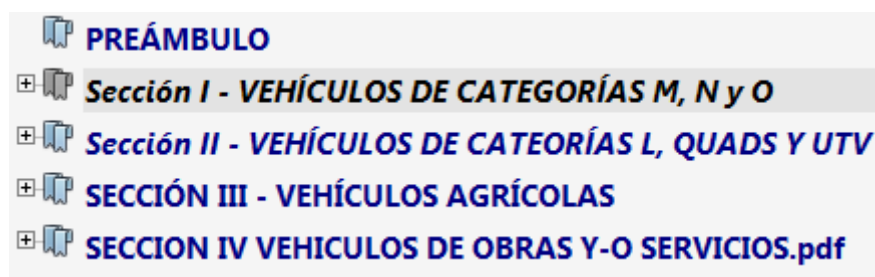 PREÁMBULO
Sección I - VEHÍCULOS DE CATEGORÍAS M, N y O
Sección II - VEHÍCULOS DE CATEORÍAS L, QUADS Y UTV
SECCIÓN III - VEHÍCULOS AGRÍCOLAS
SECCION IV VEHICULOS DE OBRAS Y-O SERVICIOS.pdf